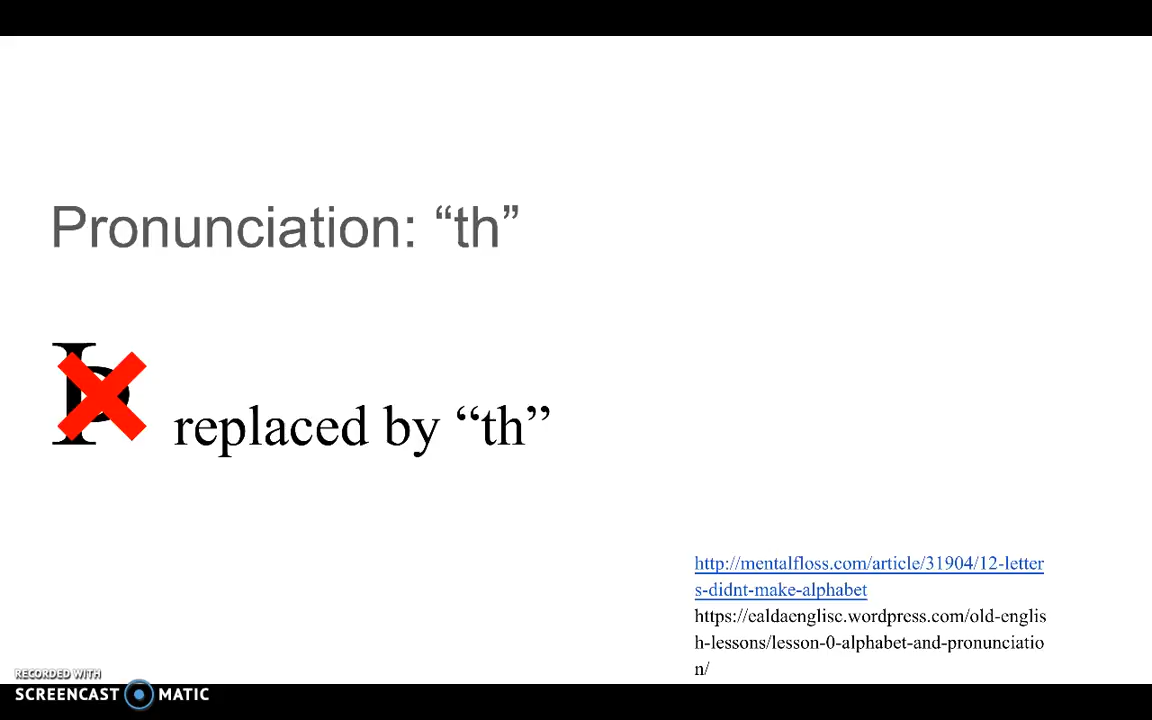 Pronunciation: “th”
Þ replaced by “th”
http://mentalfloss.com/article/31904/12-letter
s-didnt-make-alphabet
https://ealdaenglisc.wordpress.com/old-englis
h-lessons/lesson-0-alphabet-and-pronunciatio
n/
RECORDED WITH
SCREENCAST MATIC